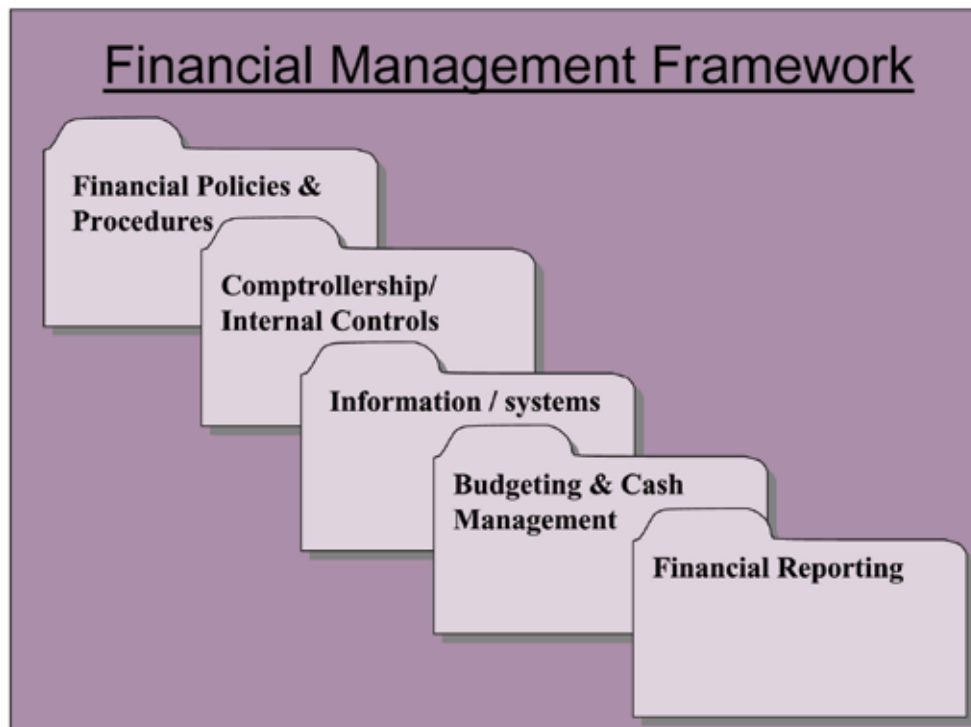 Financial Management Framework
Financial Policies &
Procedures
Comptrollership/
Internal Controls
Information / systems
Budgeting & Cash
Management
Financial Reporting